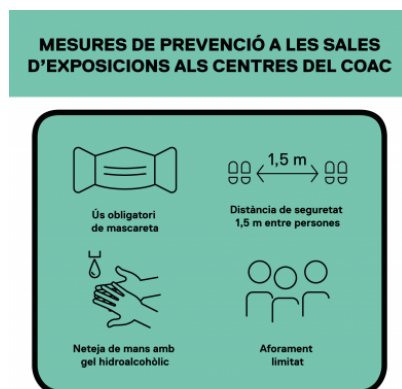 MESURES DE PREVENCIÓ A LES SALES
D'EXPOSICIONS ALS CENTRES DEL COAC
1,5 m
Ús obligatori
de mascareta
Distància de seguretat
1,5 m entre persones
Neteja de mans amb
gel hidroalcohòlic
Aforament
limitat